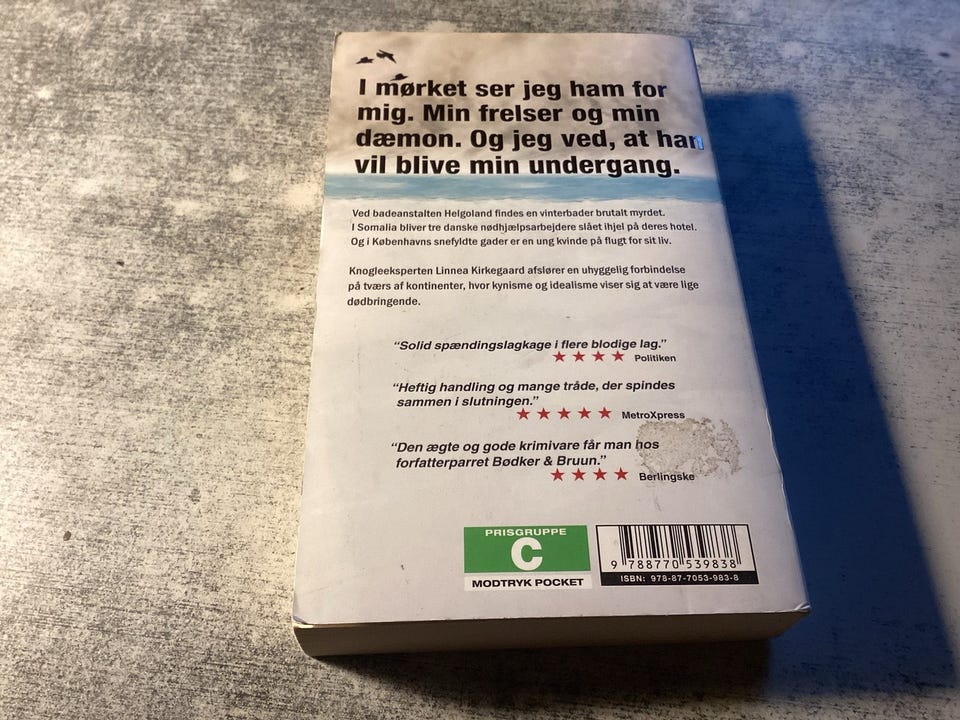 I mørket ser jeg ham for
mig. Min frelser og min
dæmon. Og jeg ved, at han
vil blive min undergang.
Ved badeanstalten Helgoland findes en vinterbader brutalt myrdet.
I Somalia bliver tre danske nødhjælpsarbejdere slået ihjel på deres hotel.
Og i Københavns snefyldte gader er en ung kvinde på flugt for sit liv.
Knogleeksperten Linnea Kirkegaard afslører en uhyggelig forbindelse
på tværs af kontinenter, hvor kynisme og idealisme viser sig at være lige
dødbringende.
"Solid spændingslagkage i flere blodige lag."
★ ★ ★ ★ Politiken
"Heftig handling og mange tråde, der spindes
sammen i slutningen."
★ ★ ★ ★ ★ MetroXpress
"Den ægte og gode krimivare får man hos
forfatterparret Bødker & Bruun."
★ ★ ★ ★ Berlingske
PRISGRUPPE
C
MODTRYK POCKET
9 788770 539838
ISBN: 978-87-7053-983-8